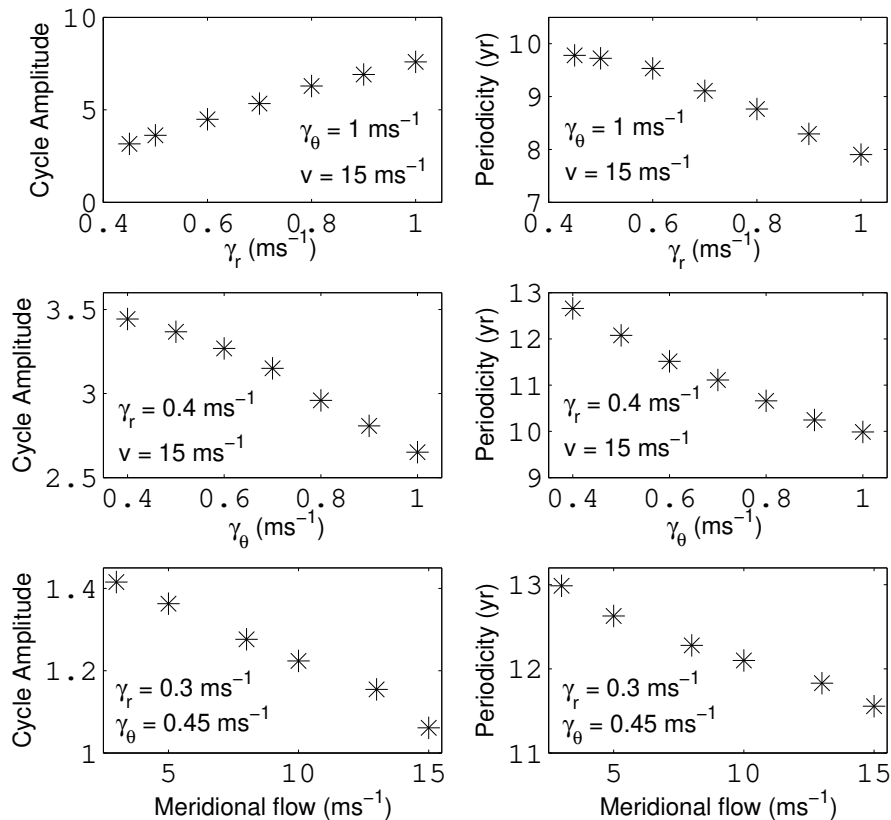 Cycle Amplitude
10
5
0
0.4 0.6 0.8 1
γr (ms−1)
γθ = 1 ms−1
v = 15 ms−1
Periodicity (yr)
10
9
8
7
0.4 0.6 0.8 1
γr (ms−1)
γθ = 1 ms−1
v = 15 ms−1
Cycle Amplitude
3.5
3
2.5
0.4 0.6 0.8 1
γθ (ms−1)
γr = 0.4 ms−1
v = 15 ms−1
Periodicity (yr)
13
12
11
10
9
0.4 0.6 0.8 1
γθ (ms−1)
γr = 0.4 ms−1
v = 15 ms−1
Cycle Amplitude
1.4
1.2
1
5 10 15
Meridional flow (ms−1)
γr = 0.3 ms−1
γθ = 0.45 ms−1
Periodicity (yr)
13
12
11
5 10 15
Meridional flow (ms−1)
γr = 0.3 ms−1
γθ = 0.45 ms−1